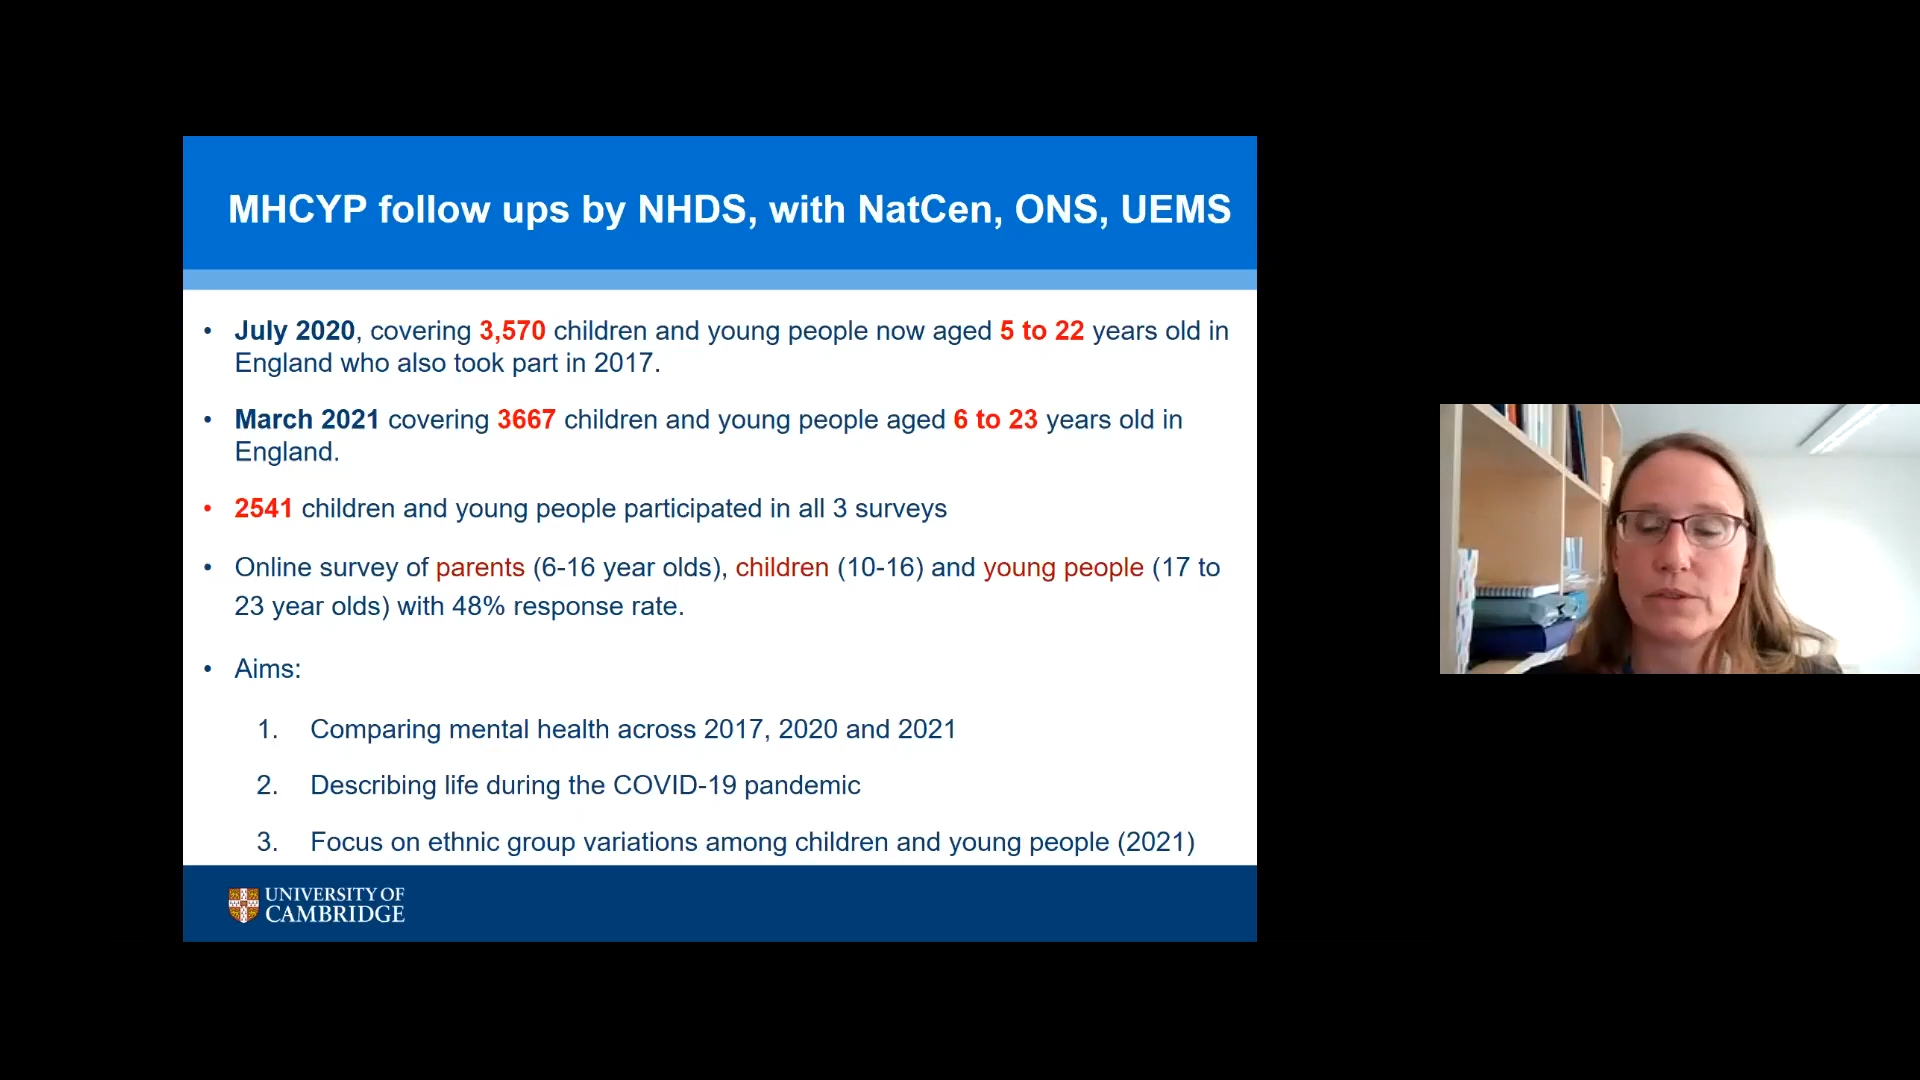 MHCYP follow ups by NHDS, with NatCen, ONS, UEMS
• July 2020, covering 3,570 children and young people now aged 5 to 22 years old in
England who also took part in 2017.
• March 2021 covering 3667 children and young people aged 6 to 23 years old in
England.
• 2541 children and young people participated in all 3 surveys
• Online survey of parents (6-16 year olds), children (10-16) and young people (17 to
23 year olds) with 48% response rate.
• Aims:
1. Comparing mental health across 2017, 2020 and 2021
2. Describing life during the COVID-19 pandemic
3. Focus on ethnic group variations among children and young people (2021)
UNIVERSITY OF
CAMBRIDGE